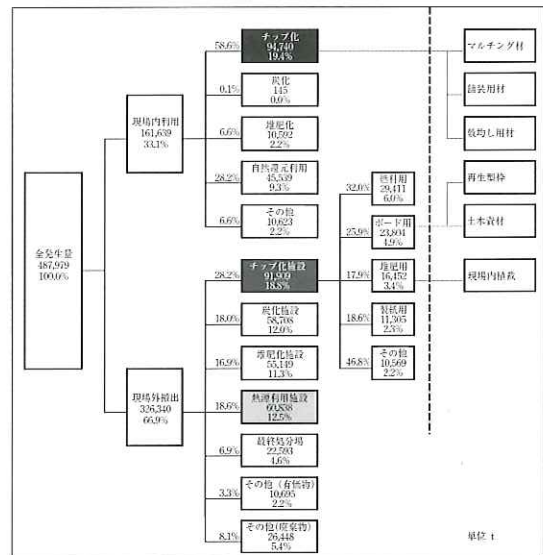 全発生量
487,979
100.0%
現場内利用
161,639
33.1%
現場外搬出
326,340
66.9%
58.6%
チップ化
94,740
19.4%
0.1%
炭化
145
0.0%
6.6%
堆肥化
10,592
2.2%
28.2%
自然還元利用
45,539
9.3%
6.6%
その他
10,623
2.2%
28.2%
チップ化施設
91,909
18.8%
18.0%
炭化施設
58,708
12.0%
16.9%
堆肥化施設
55,149
11.3%
18.6%
熱源利用施設
60,838
12.5%
6.9%
最終処分場
22,593
4.6%
3.3%
その他（有価物）
10,695
2.2%
8.1%
その他(廃棄物)
26,448
5.4%
32.0%
燃料用
29,411
6.0%
25.9%
ボード用
23,804
4.9%
17.9%
堆肥用
16,452
3.4%
18.6%
製紙用
11,305
2.3%
46.8%
その他
10,569
2.2%
マルチング材
舗装用材
敷均し用材
再生型枠
土木資材
現場内植栽
単位 t